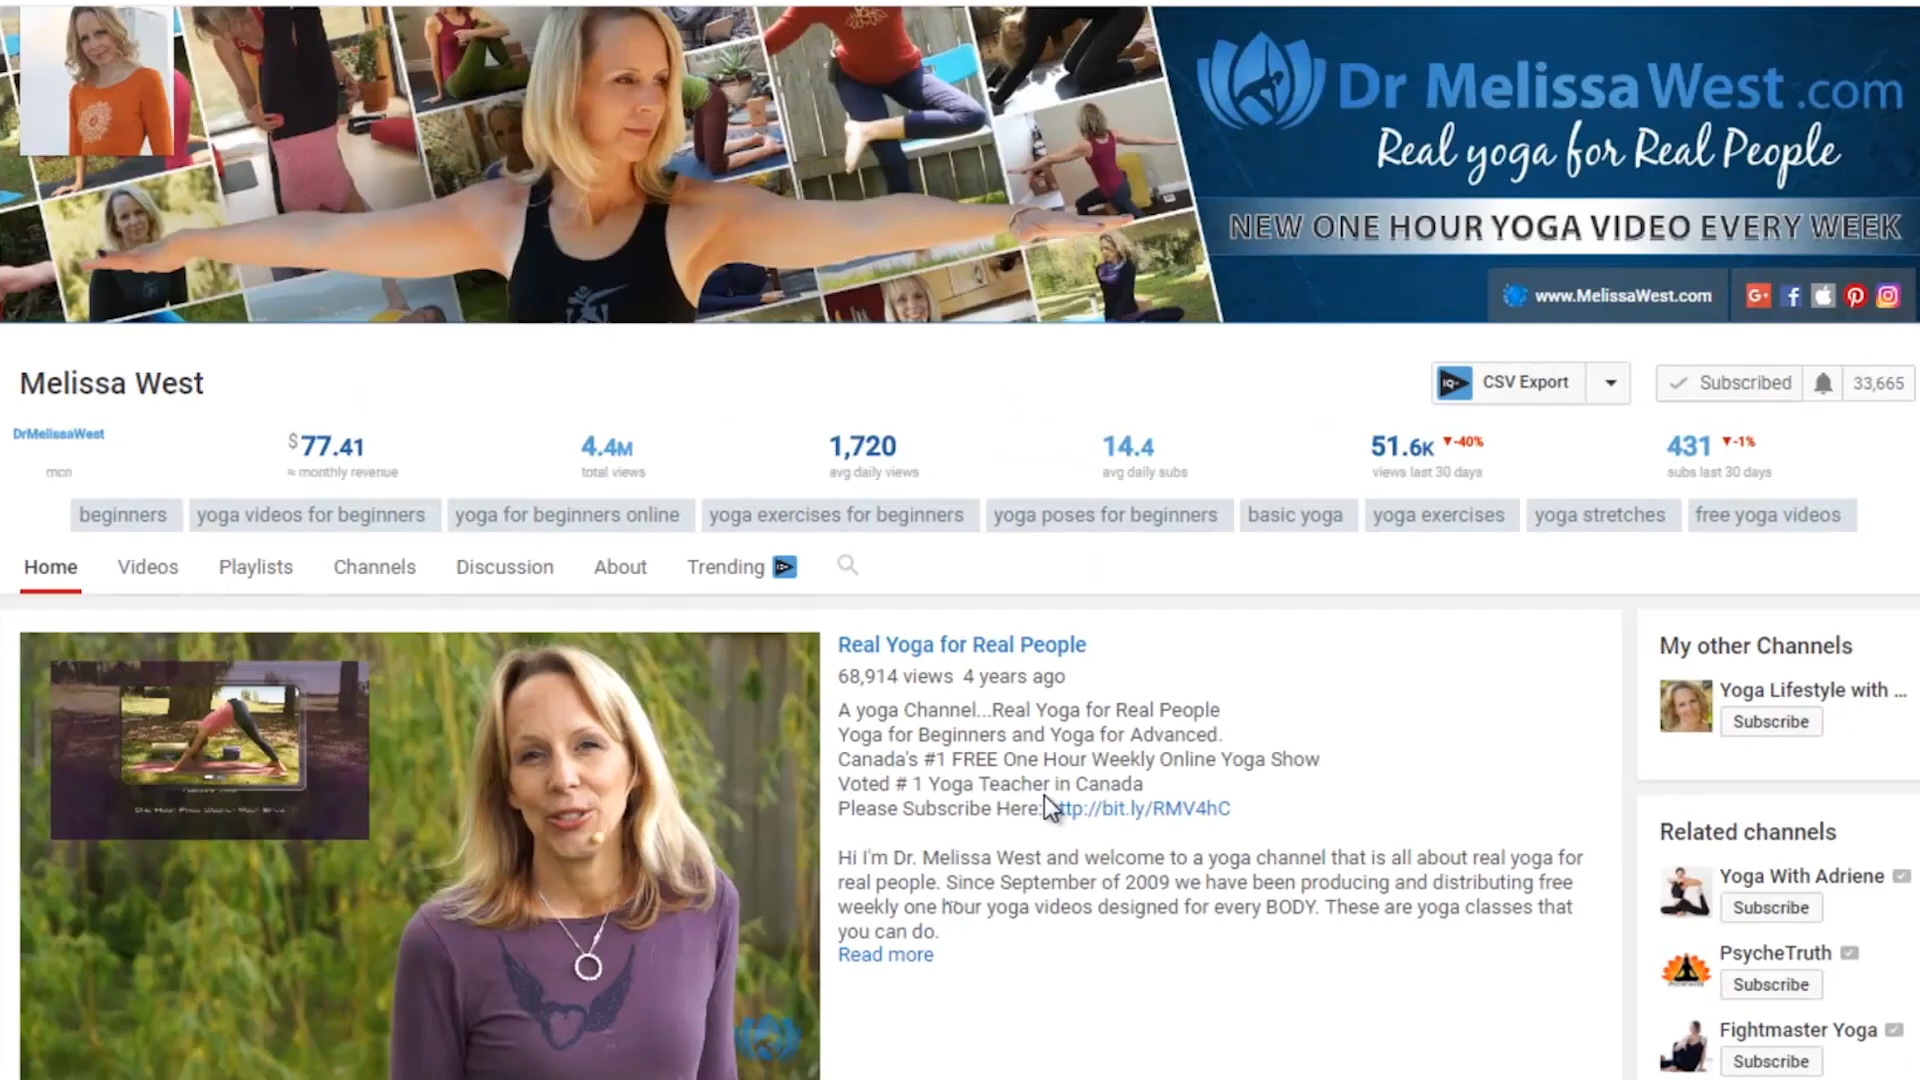 Dr MelissaWest.com
Real yoga for Real People
NEW ONE HOUR YOGA VIDEO EVERY WEEK
www.MelissaWest.com
Melissa West
IQ+ CSV Export
Subscribed 33,665
DrMelissaWest
mcn
$77.41
≈ monthly revenue
4.4M
total views
1,720
avg daily views
14.4
avg daily subs
51.6K ▼-40%
views last 30 days
431 ▼-1%
subs last 30 days
beginners yoga videos for beginners yoga for beginners online yoga exercises for beginners yoga poses for beginners basic yoga yoga exercises yoga stretches free yoga videos
Home Videos Playlists Channels Discussion About Trending
Real Yoga for Real People
68,914 views 4 years ago
A yoga Channel...Real Yoga for Real People
Yoga for Beginners and Yoga for Advanced.
Canada's #1 FREE One Hour Weekly Online Yoga Show
Voted # 1 Yoga Teacher in Canada
Please Subscribe Here: ttp://bit.ly/RMV4hC
Hi I'm Dr. Melissa West and welcome to a yoga channel that is all about real yoga for
real people. Since September of 2009 we have been producing and distributing free
weekly one hour yoga videos designed for every BODY. These are yoga classes that
you can do.
Read more
My other Channels
Yoga Lifestyle with ...
Subscribe
Related channels
Yoga With Adriene
Subscribe
PsycheTruth
Subscribe
Fightmaster Yoga
Subscribe